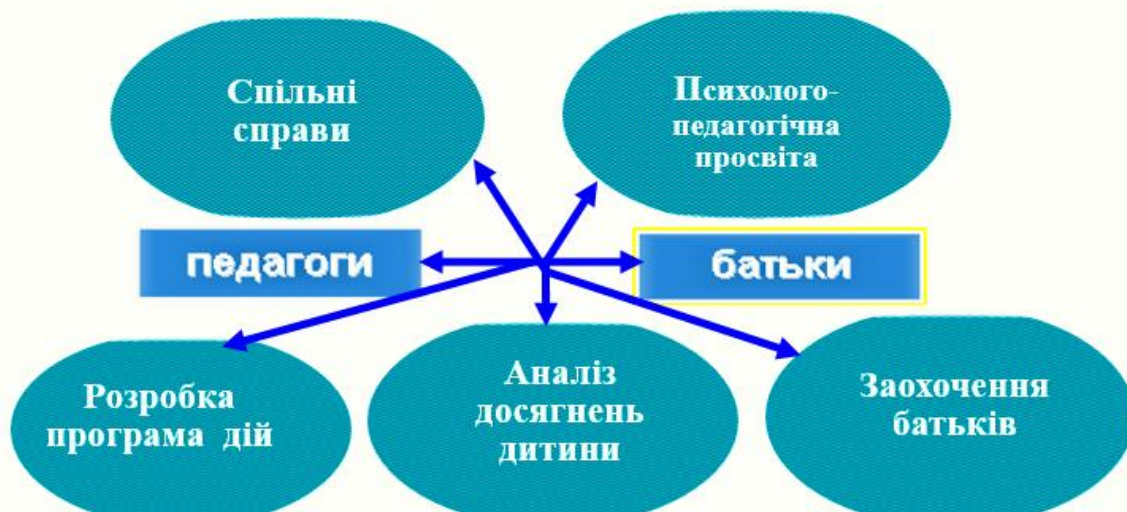 Спільні
справи
Психолого-
педагогічна
просвіта
педагоги
батьки
Розробка
програма дій
Аналіз
досягнень
дитини
Заохочення
батьків